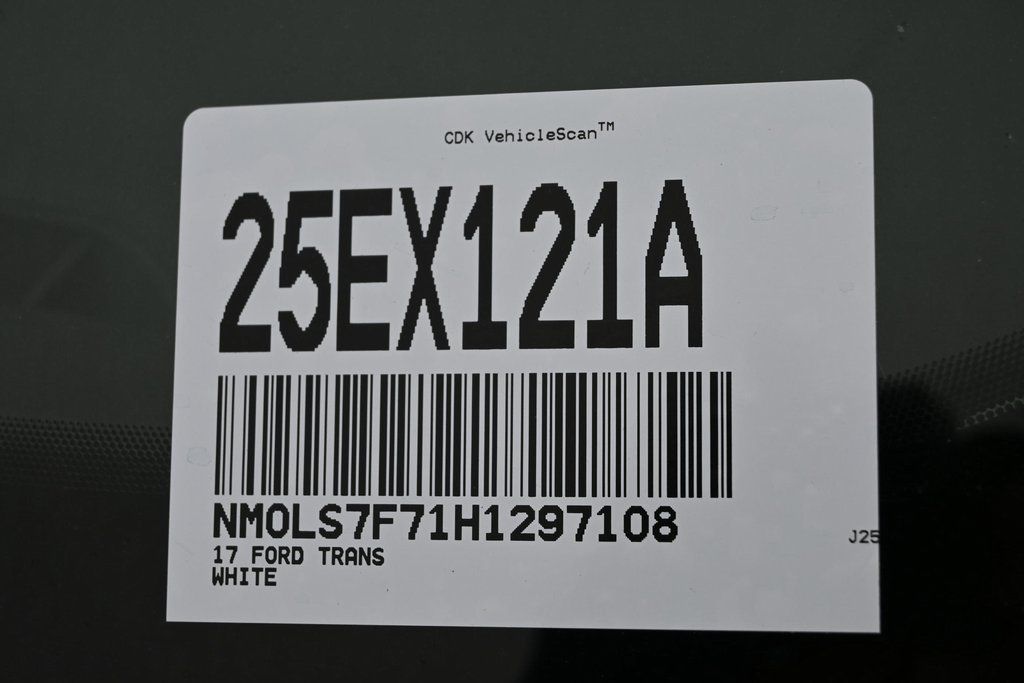 CDK VehicleScan™
25EX121A
NM0LS7F71H1297108
17 FORD TRANS
WHITE
J25